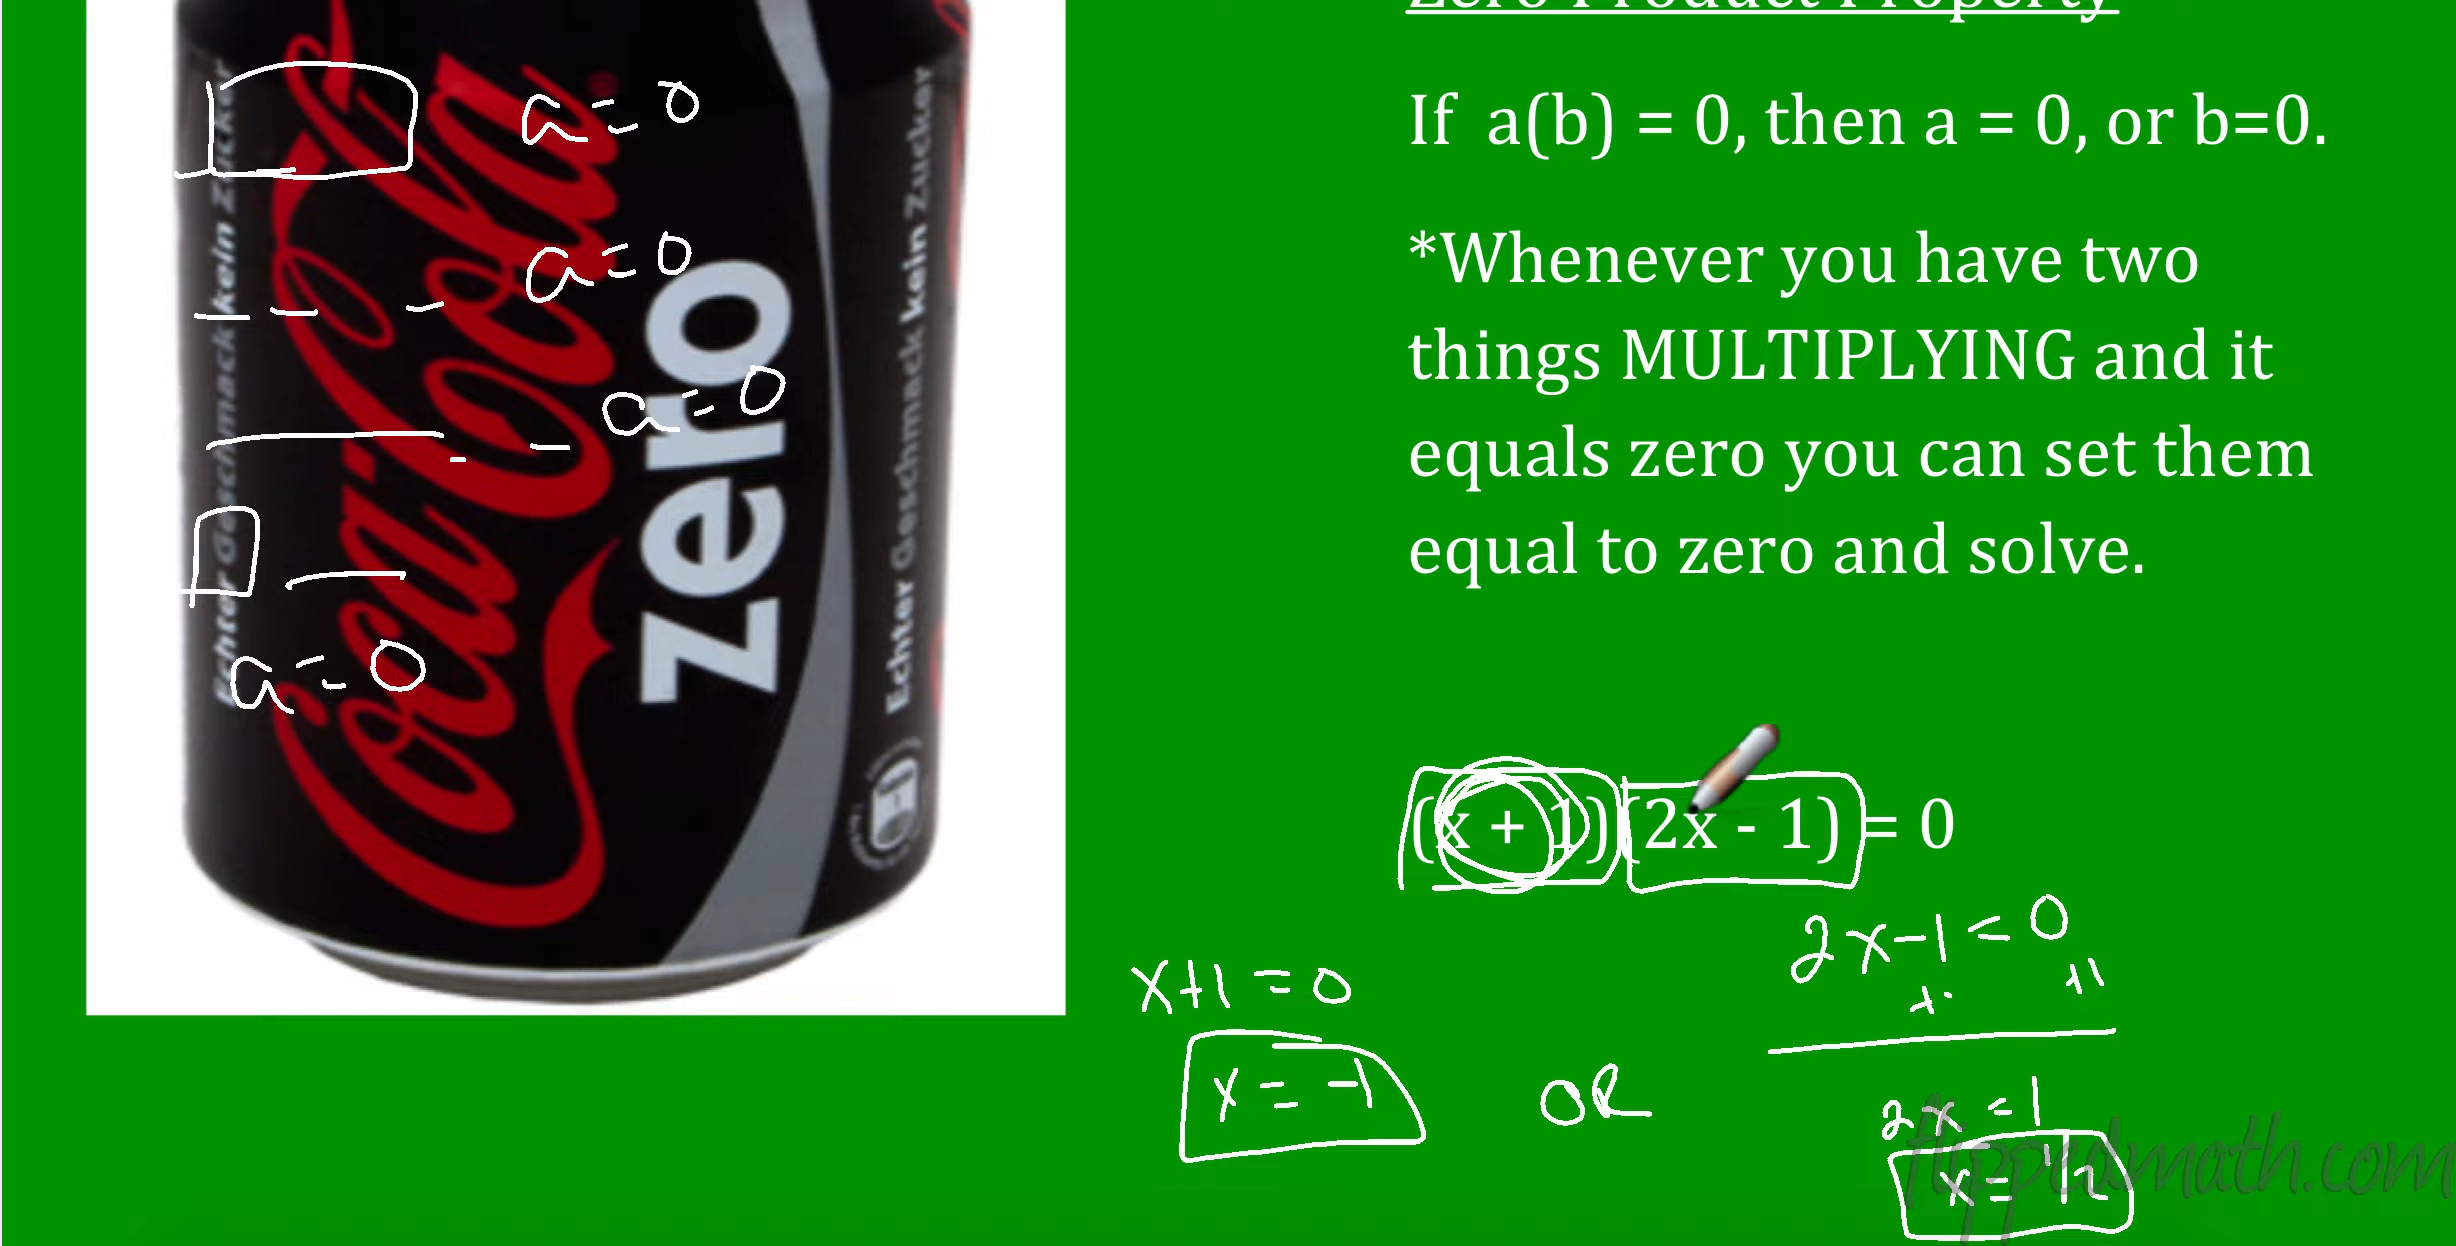 Zero Product Property
If a(b) = 0, then a = 0, or b=0.
*Whenever you have two
things MULTIPLYING and it
equals zero you can set them
equal to zero and solve.
(x + 1)(2x - 1) = 0
x+1=0
x = -1
OR
2x-1=0
+1
2x = 1
x = 1/2
flippedmath.com
a=0
a=0
a=0
a=0
Coca-Cola
zero
Echter Geschmack kein Zucker
Echter Geschmack kein Zucker